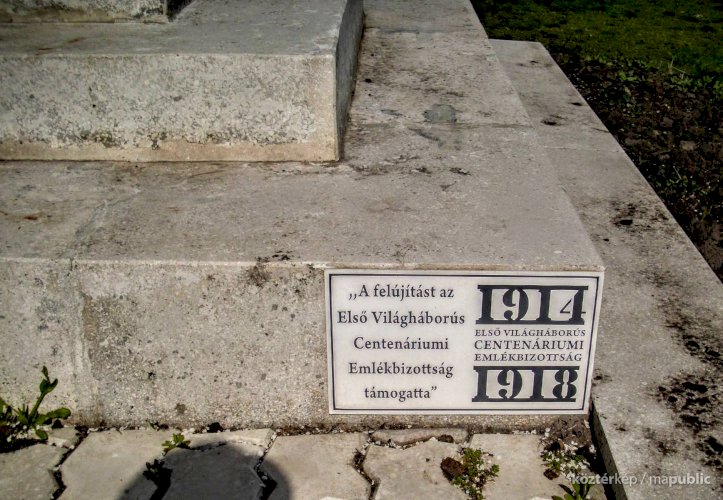 „A felújítást az
Első Világháborús
Centenáriumi
Emlékbizottság
támogatta”
1914
ELSŐ VILÁGHÁBORÚS
CENTENÁRIUMI
EMLÉKBIZOTTSÁG
1918
köztérkép / mapublic